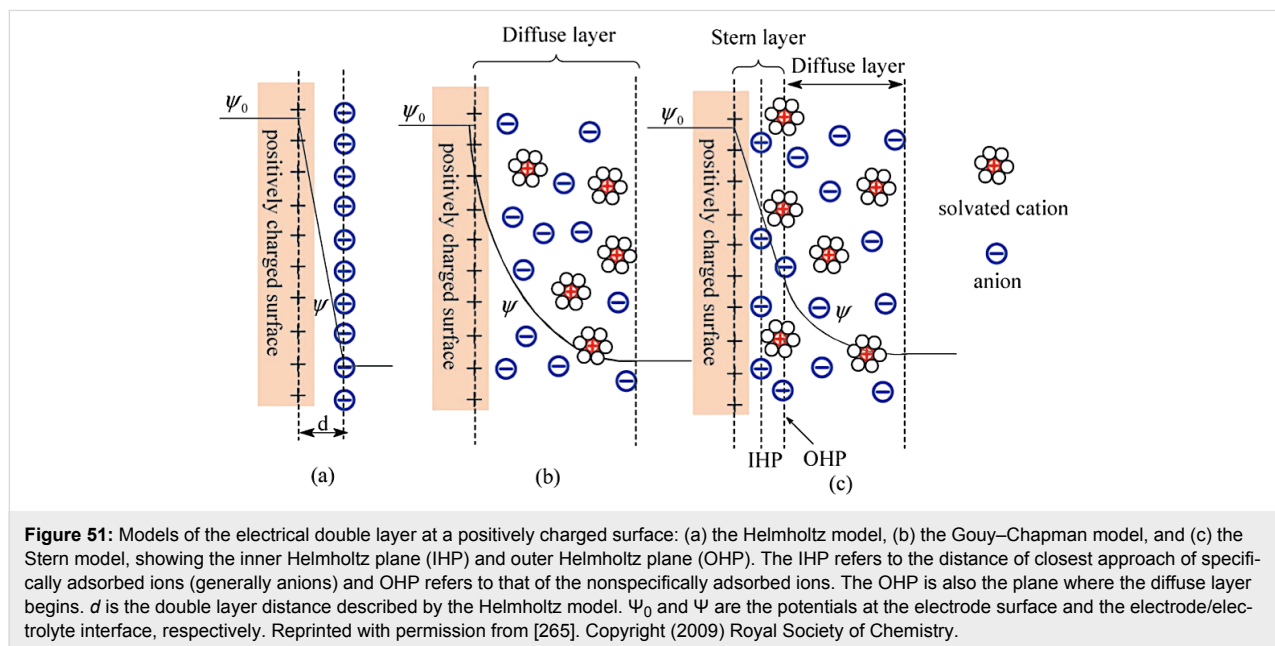 Diffuse layer
Stern layer
Diffuse layer
ψ₀
ψ₀
ψ₀
positively charged surface
positively charged surface
positively charged surface
ψ
ψ
ψ
solvated cation
anion
d
IHP
OHP
(a)
(b)
(c)
Figure 51: Models of the electrical double layer at a positively charged surface: (a) the Helmholtz model, (b) the Gouy–Chapman model, and (c) the
Stern model, showing the inner Helmholtz plane (IHP) and outer Helmholtz plane (OHP). The IHP refers to the distance of closest approach of specifi-
cally adsorbed ions (generally anions) and OHP refers to that of the nonspecifically adsorbed ions. The OHP is also the plane where the diffuse layer
begins. d is the double layer distance described by the Helmholtz model. Ψ₀ and Ψ are the potentials at the electrode surface and the electrode/elec-
trolyte interface, respectively. Reprinted with permission from [265]. Copyright (2009) Royal Society of Chemistry.